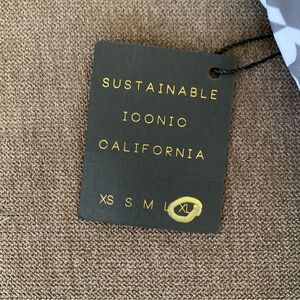 SUSTAINABLE
ICONIC
CALIFORNIA
XS S M L XL